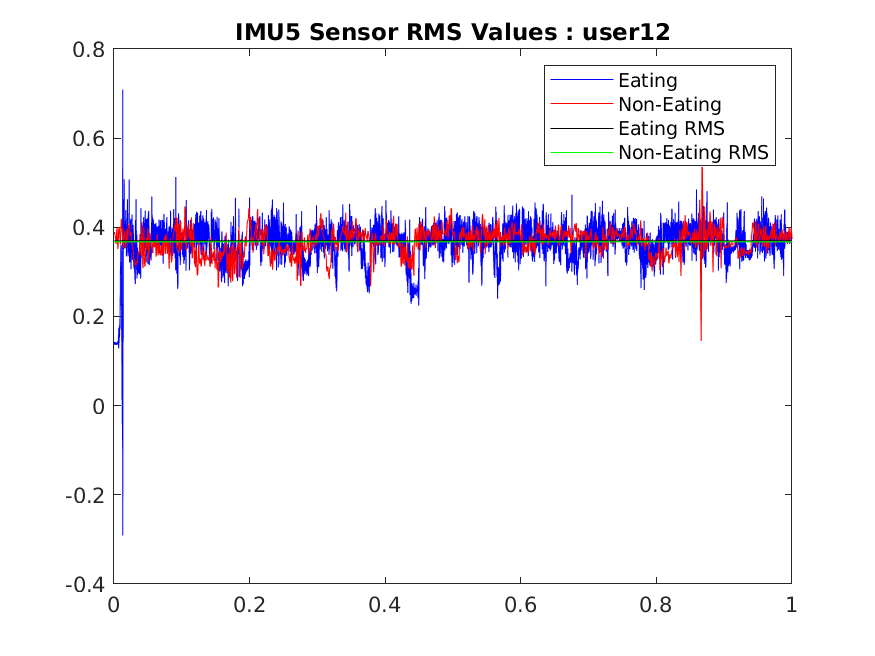 IMU5 Sensor RMS Values : user12
0.8
0.6
0.4
0.2
0
-0.2
-0.4
Eating
Non-Eating
Eating RMS
Non-Eating RMS
0 0.2 0.4 0.6 0.8 1